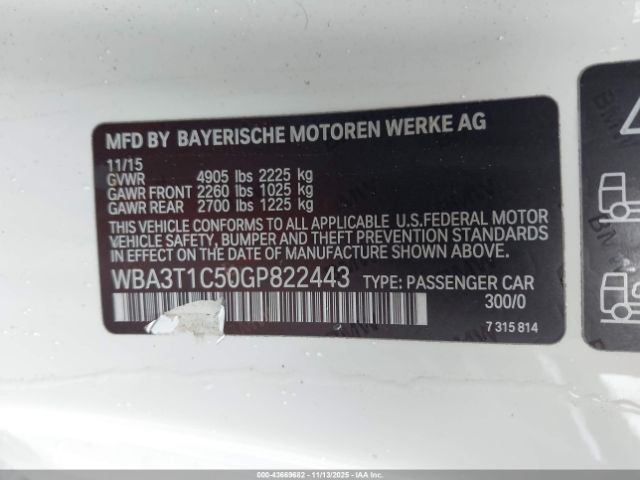 MFD BY BAYERISCHE MOTOREN WERKE AG
11/15
GVWR 4905 lbs 2225 kg
GAWR FRONT 2260 lbs 1025 kg
GAWR REAR 2700 lbs 1225 kg
THIS VEHICLE CONFORMS TO ALL APPLICABLE U.S.FEDERAL MOTOR
VEHICLE SAFETY, BUMPER AND THEFT PREVENTION STANDARDS
IN EFFECT ON THE DATE OF MANUFACTURE SHOWN ABOVE.
WBA3T1C50GP822443 TYPE: PASSENGER CAR
300/0
7 315 814
000-43669682 - 11/13/2025 - IAAI.CA